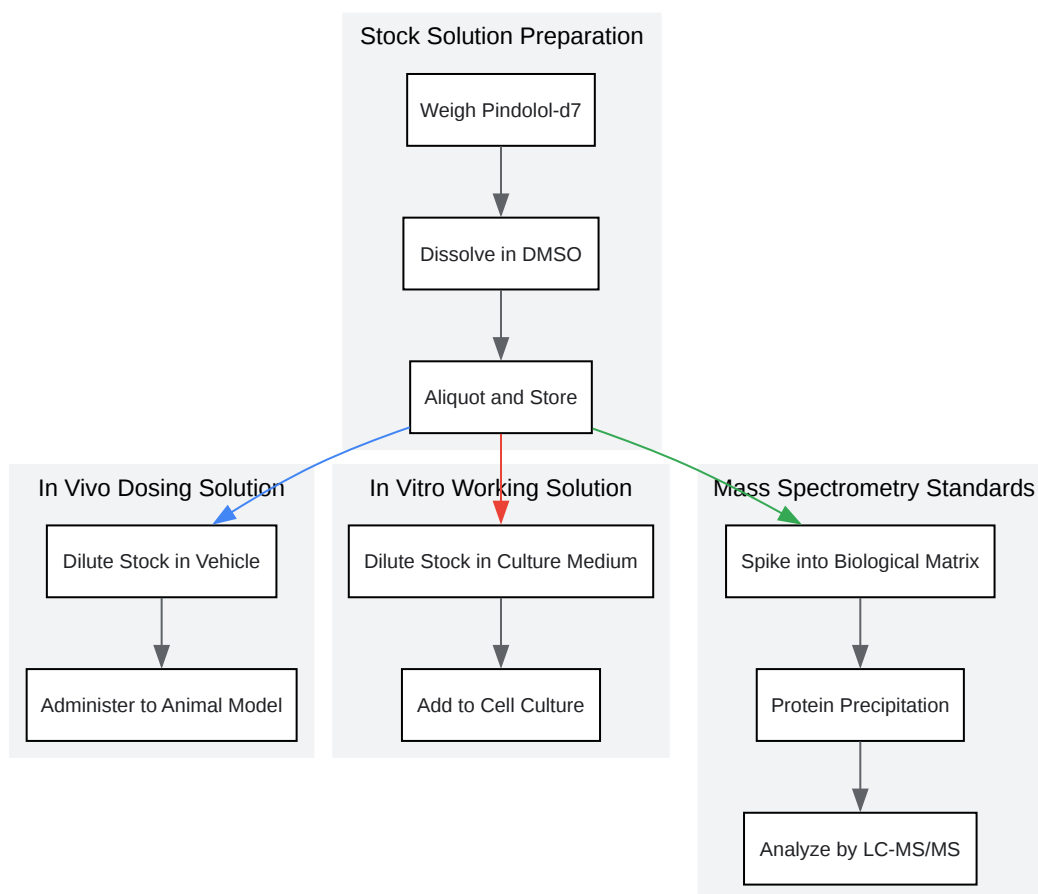 Stock Solution Preparation
Weigh Pindolol-d7
Dissolve in DMSO
Aliquot and Store
In Vivo Dosing Solution
Dilute Stock in Vehicle
Administer to Animal Model
In Vitro Working Solution
Dilute Stock in Culture Medium
Add to Cell Culture
Mass Spectrometry Standards
Spike into Biological Matrix
Protein Precipitation
Analyze by LC-MS/MS